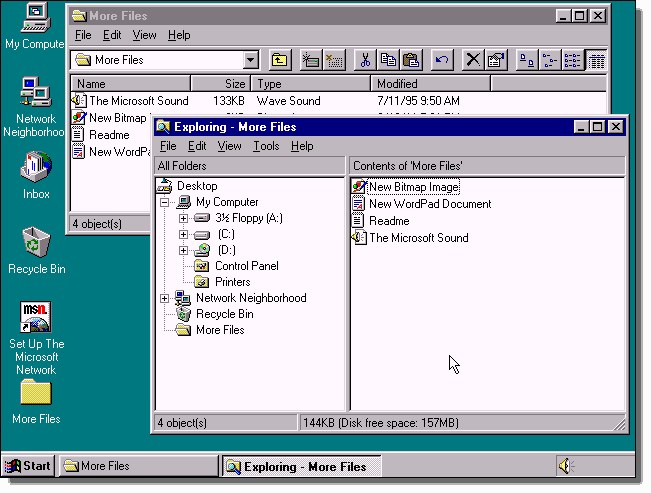 My Compute
Network
Neighborhoo
Inbox
Recycle Bin
msn.
Set Up The
Microsoft
Network
More Files
More Files
File Edit View Help
More Files
Name Size Type Modified
The Microsoft Sound 133KB Wave Sound 7/11/95 9:50 AM
New Bitmap I
Readme
New WordPa
4 object(s)
Exploring - More Files
File Edit View Tools Help
All Folders Contents of 'More Files'
Desktop
My Computer
3½ Floppy (A:)
(C:)
(D:)
Control Panel
Printers
Network Neighborhood
Recycle Bin
More Files
New Bitmap Image
New WordPad Document
Readme
The Microsoft Sound
4 object(s) 144KB (Disk free space: 157MB)
Start More Files Exploring - More Files